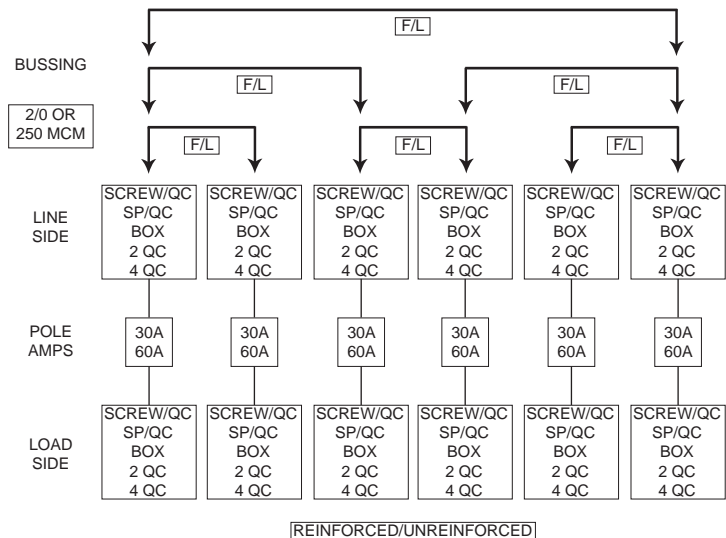 F/L
BUSSING
F/L F/L
2/0 OR
250 MCM
F/L F/L F/L
LINE
SIDE
SCREW/QC SCREW/QC SCREW/QC SCREW/QC SCREW/QC SCREW/QC
SP/QC SP/QC SP/QC SP/QC SP/QC SP/QC
BOX BOX BOX BOX BOX BOX
2 QC 2 QC 2 QC 2 QC 2 QC 2 QC
4 QC 4 QC 4 QC 4 QC 4 QC 4 QC
POLE
AMPS
30A 30A 30A 30A 30A 30A
60A 60A 60A 60A 60A 60A
LOAD
SIDE
SCREW/QC SCREW/QC SCREW/QC SCREW/QC SCREW/QC SCREW/QC
SP/QC SP/QC SP/QC SP/QC SP/QC SP/QC
BOX BOX BOX BOX BOX BOX
2 QC 2 QC 2 QC 2 QC 2 QC 2 QC
4 QC 4 QC 4 QC 4 QC 4 QC 4 QC
REINFORCED/UNREINFORCED